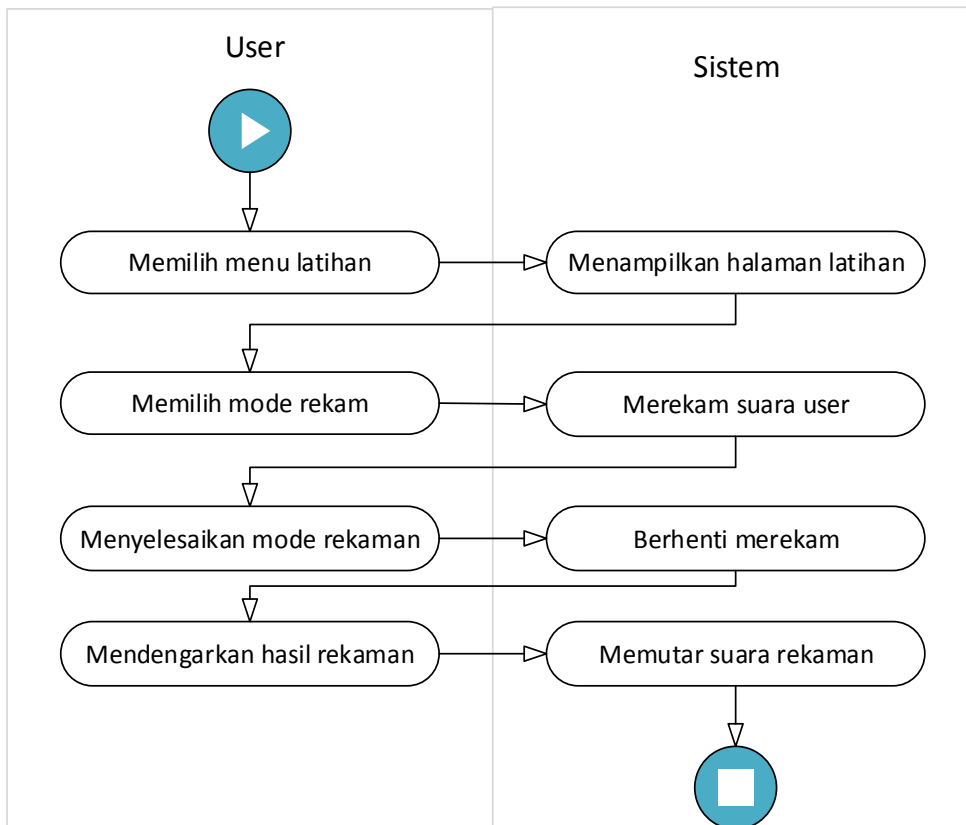 User
Sistem
Memilih menu latihan
Menampilkan halaman latihan
Memilih mode rekam
Merekam suara user
Menyelesaikan mode rekaman
Berhenti merekam
Mendengarkan hasil rekaman
Memutar suara rekaman